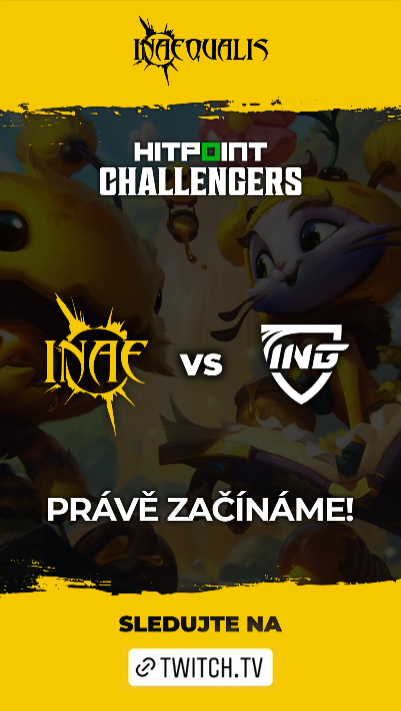 INAEQUALIS
HITPOINT
CHALLENGERS
INAE vs ING
PRÁVĚ ZAČÍNÁME!
SLEDUJTE NA
TWITCH.TV